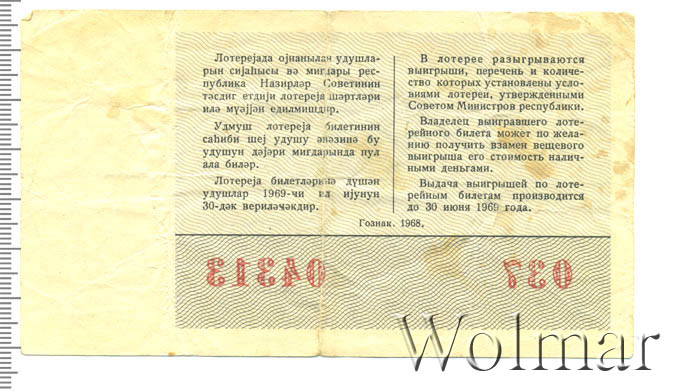 Лотерејада ојнанылан удушла-
рын сијаһысы вә мигдары рес-
публика Назирләр Советинин
тәсдиг етдији лотереја шәртләри
илә мүәјјән едилмишдир.
Удмуш лотереја билетинин
саһиби шеј удушу әвәзинә бу
удушун дәјәри мигдарында пул
ала биләр.
Лотереја билетләринә дүшән
удушлар 1969-чи ил ијунун
30-дәк вериләчәкдир.
В лотерее разыгрываются
выигрыши, перечень и количе-
ство которых установлены усло-
виями лотереи, утвержденными
Советом Министров республики.
Владелец выигравшего лоте-
рейного билета может по жела-
нию получить взамен вещевого
выигрыша его стоимость налич-
ными деньгами.
Выдача выигрышей по лоте-
рейным билетам производится
до 30 июня 1969 года.
Гознак. 1968.
04313 037
Wolmar